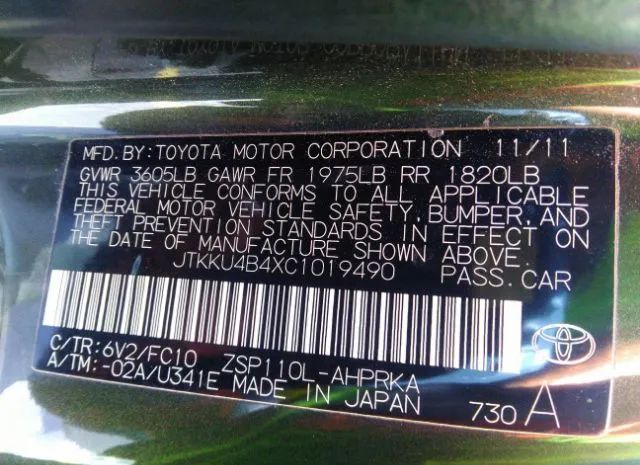 MFD. BY: TOYOTA MOTOR CORPORATION 11/11
GVWR 3605LB GAWR FR 1975LB RR 1820LB
THIS VEHICLE CONFORMS TO ALL APPLICABLE
FEDERAL MOTOR VEHICLE SAFETY, BUMPER, AND
THEFT PREVENTION STANDARDS IN EFFECT ON
THE DATE OF MANUFACTURE SHOWN ABOVE.
JTKKU4B4XC1019490 PASS. CAR
C/TR: 6V2/FC10 ZSP110L-AHPRKA
A/TM: -02A/U341E MADE IN JAPAN
730 A